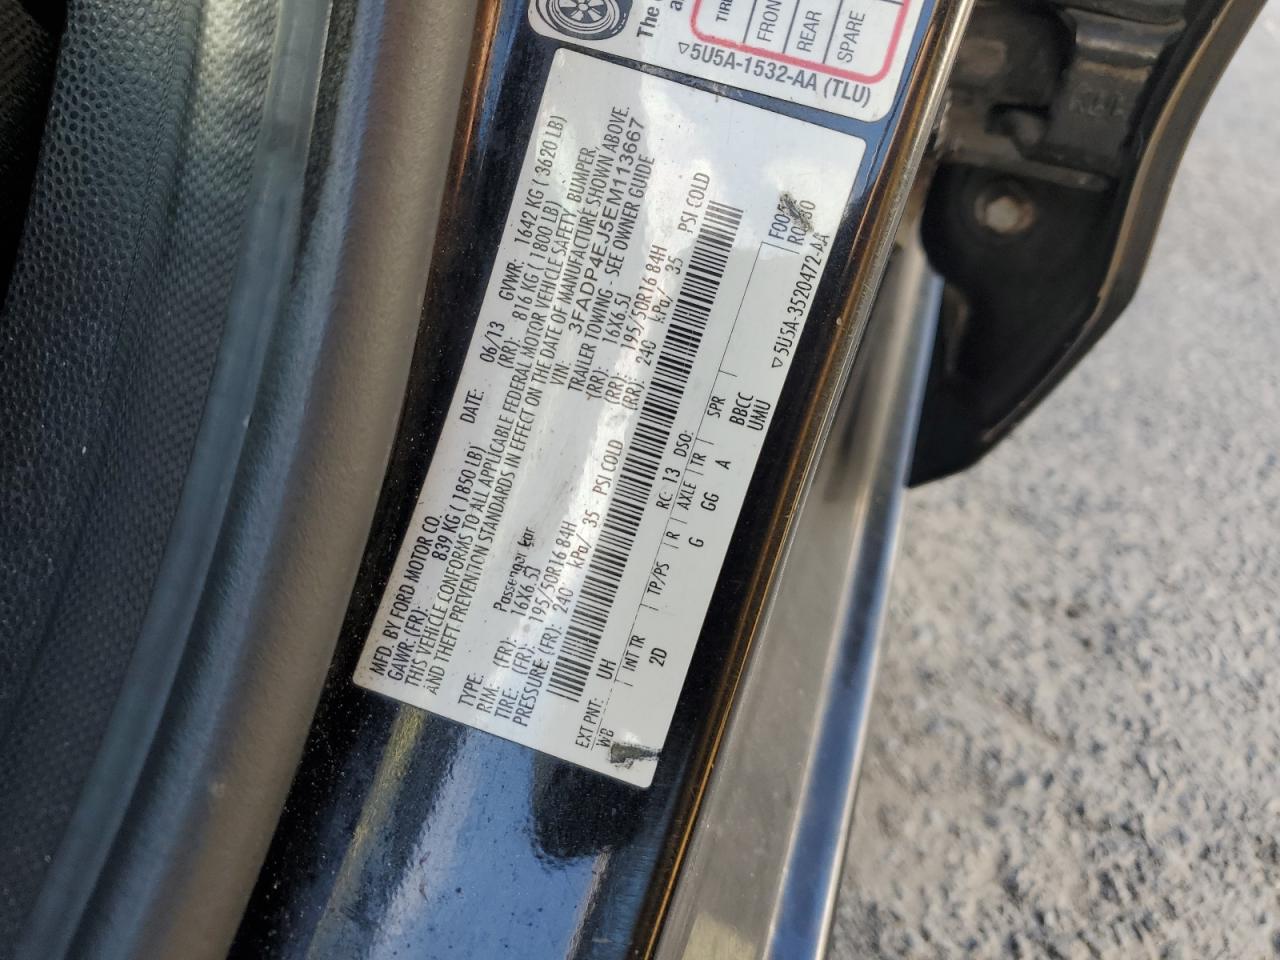 The
TIRE
FRONT
REAR
SPARE
5U5A-1532-AA (TLU)
MFD. BY FORD MOTOR CO. DATE: 06/13 GVWR: 1642 KG ( 3620 LB)
GAWR: (FR): 839 KG ( 1850 LB) (RR): 816 KG ( 1800 LB)
THIS VEHICLE CONFORMS TO ALL APPLICABLE FEDERAL MOTOR VEHICLE SAFETY, BUMPER,
AND THEFT PREVENTION STANDARDS IN EFFECT ON THE DATE OF MANUFACTURE SHOWN ABOVE.
VIN: 3FADP4EJ5EM113667
TYPE: Passenger Car TRAILER TOWING - SEE OWNER GUIDE
RIM: (FR): 16X6.5J (RR): 16X6.5J
TIRE: (FR): 195/50R16 84H (RR): 195/50R16 84H
PRESSURE (FR): 240 kPa/ 35 PSI COLD (RR): 240 kPa/ 35 PSI COLD
EXT PNT: UH RC: 13 DSO:
WB INT TR TP/PS R AXLE TR SPR
2D G GG A BBCC
UMU
5U5A-3520472-AA